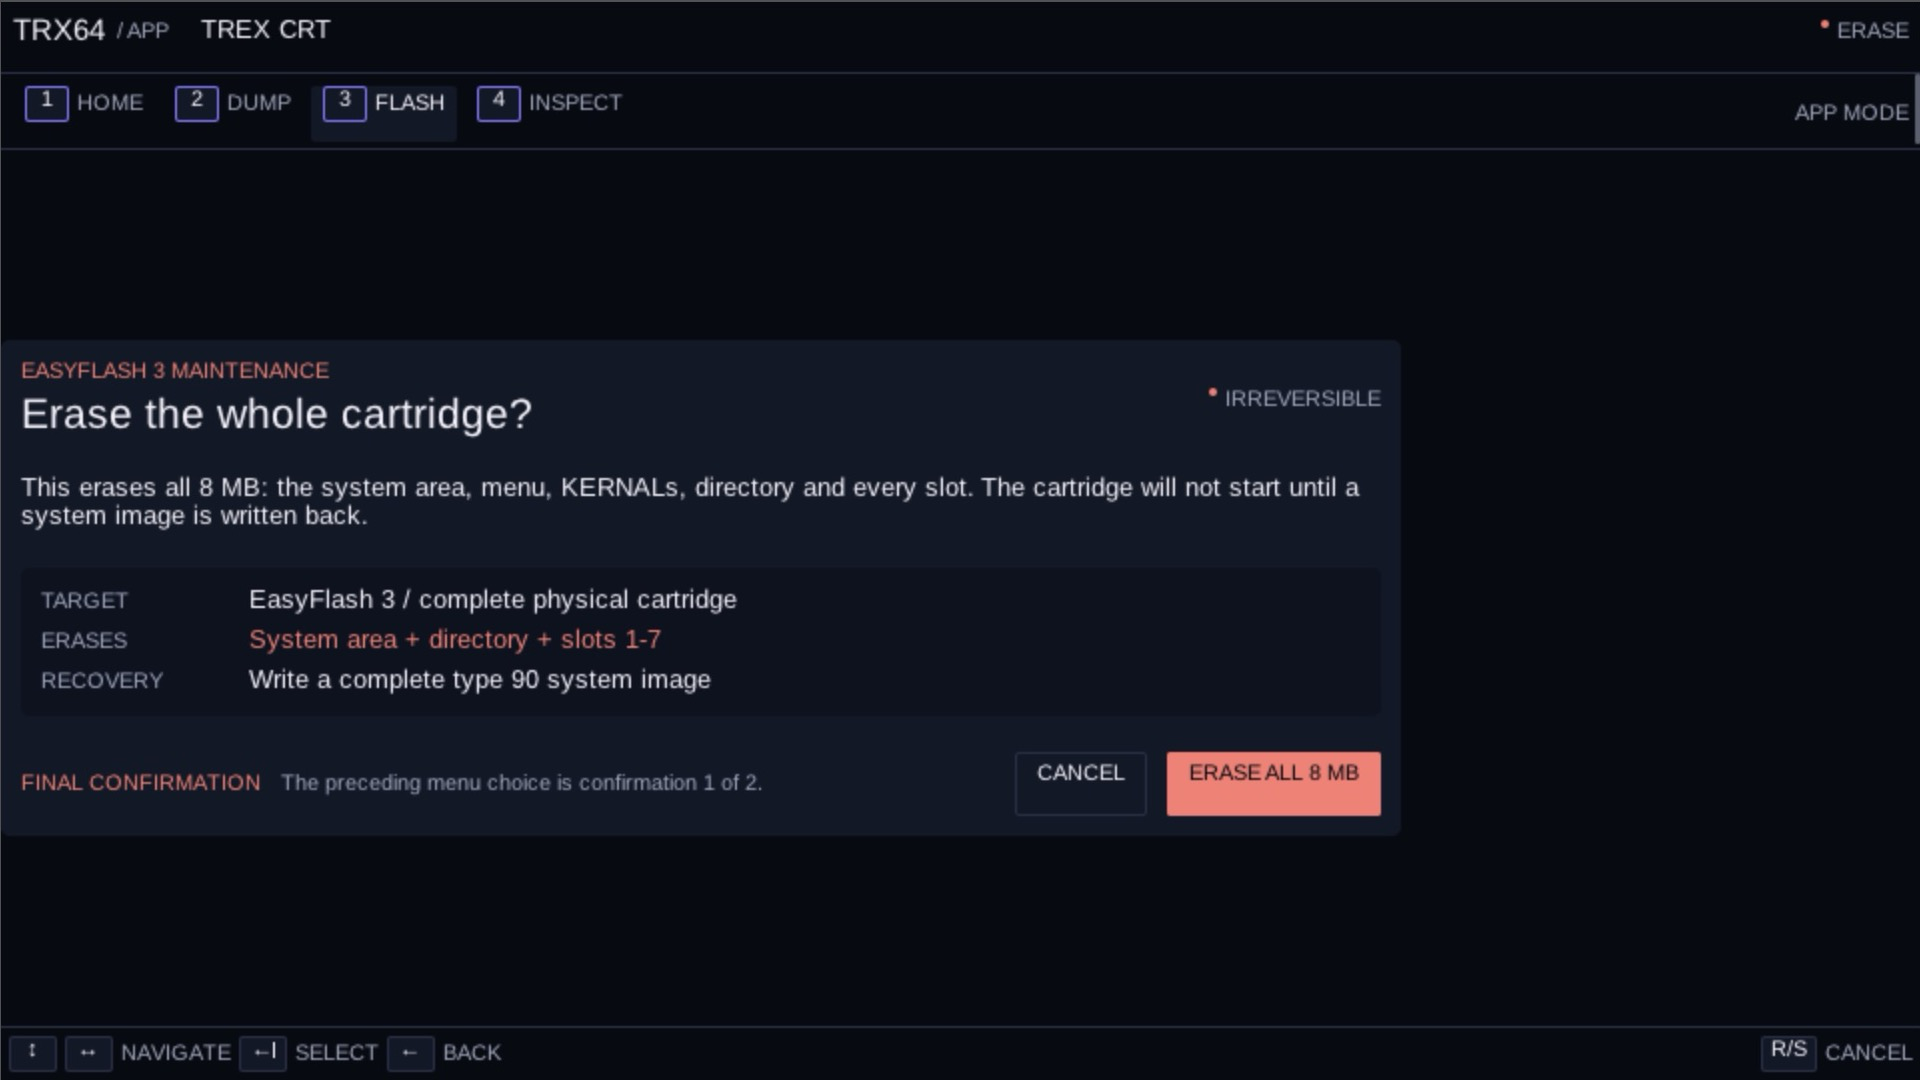 TRX64 / APP TREX CRT
• ERASE
1 HOME 2 DUMP 3 FLASH 4 INSPECT
APP MODE
EASYFLASH 3 MAINTENANCE
Erase the whole cartridge?
• IRREVERSIBLE
This erases all 8 MB: the system area, menu, KERNALs, directory and every slot. The cartridge will not start until a
system image is written back.
TARGET EasyFlash 3 / complete physical cartridge
ERASES System area + directory + slots 1-7
RECOVERY Write a complete type 90 system image
FINAL CONFIRMATION The preceding menu choice is confirmation 1 of 2.
CANCEL
ERASE ALL 8 MB
↕ ↔ NAVIGATE ←I SELECT ← BACK
R/S CANCEL